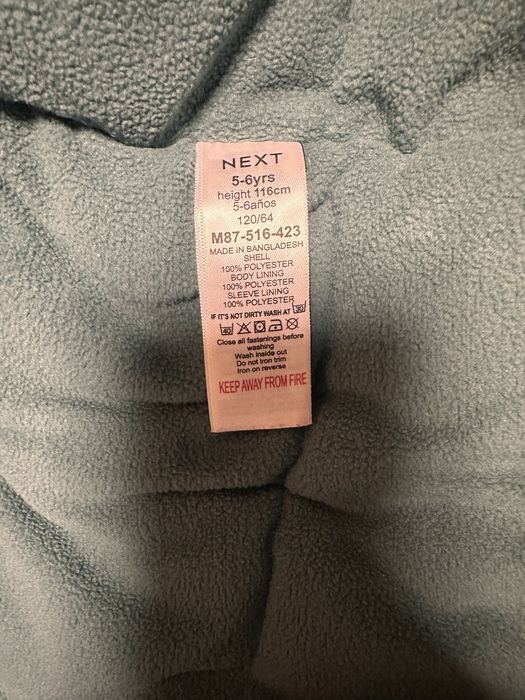 NEXT
5-6yrs
height 116cm
5-6años
120/64
M87-516-423
MADE IN BANGLADESH
SHELL
100% POLYESTER
BODY LINING
100% POLYESTER
SLEEVE LINING
100% POLYESTER
IF IT'S NOT DIRTY WASH AT 30
40
Close all fastenings before
washing
Wash inside out
Do not iron trim
Iron on reverse
KEEP AWAY FROM FIRE